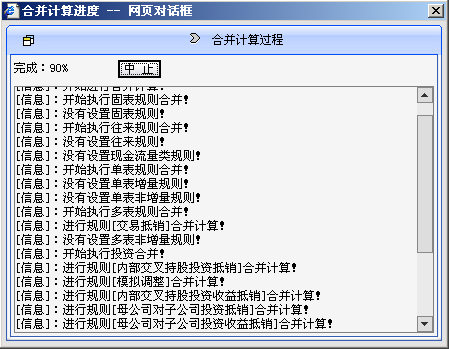 合并计算进度 -- 网页对话框
合并计算过程
完成：90%
中 止
[信息]：开始进行合并计算！
[信息]：开始执行固表规则合并！
[信息]：没有设置固表规则！
[信息]：开始执行往来规则合并！
[信息]：没有设置往来规则！
[信息]：没有设置现金流量类规则！
[信息]：开始执行单表规则合并！
[信息]：没有设置单表增量规则！
[信息]：没有设置单表非增量规则！
[信息]：开始执行多表规则合并！
[信息]：进行规则[交易抵销]合并计算！
[信息]：没有设置多表非增量规则！
[信息]：开始执行投资合并！
[信息]：进行规则[内部交叉持股投资抵销]合并计算！
[信息]：进行规则[模拟调整]合并计算！
[信息]：进行规则[内部交叉持股投资收益抵销]合并计算！
[信息]：进行规则[母公司对子公司投资抵销]合并计算！
[信息]：进行规则[母公司对子公司投资收益抵销]合并计算！